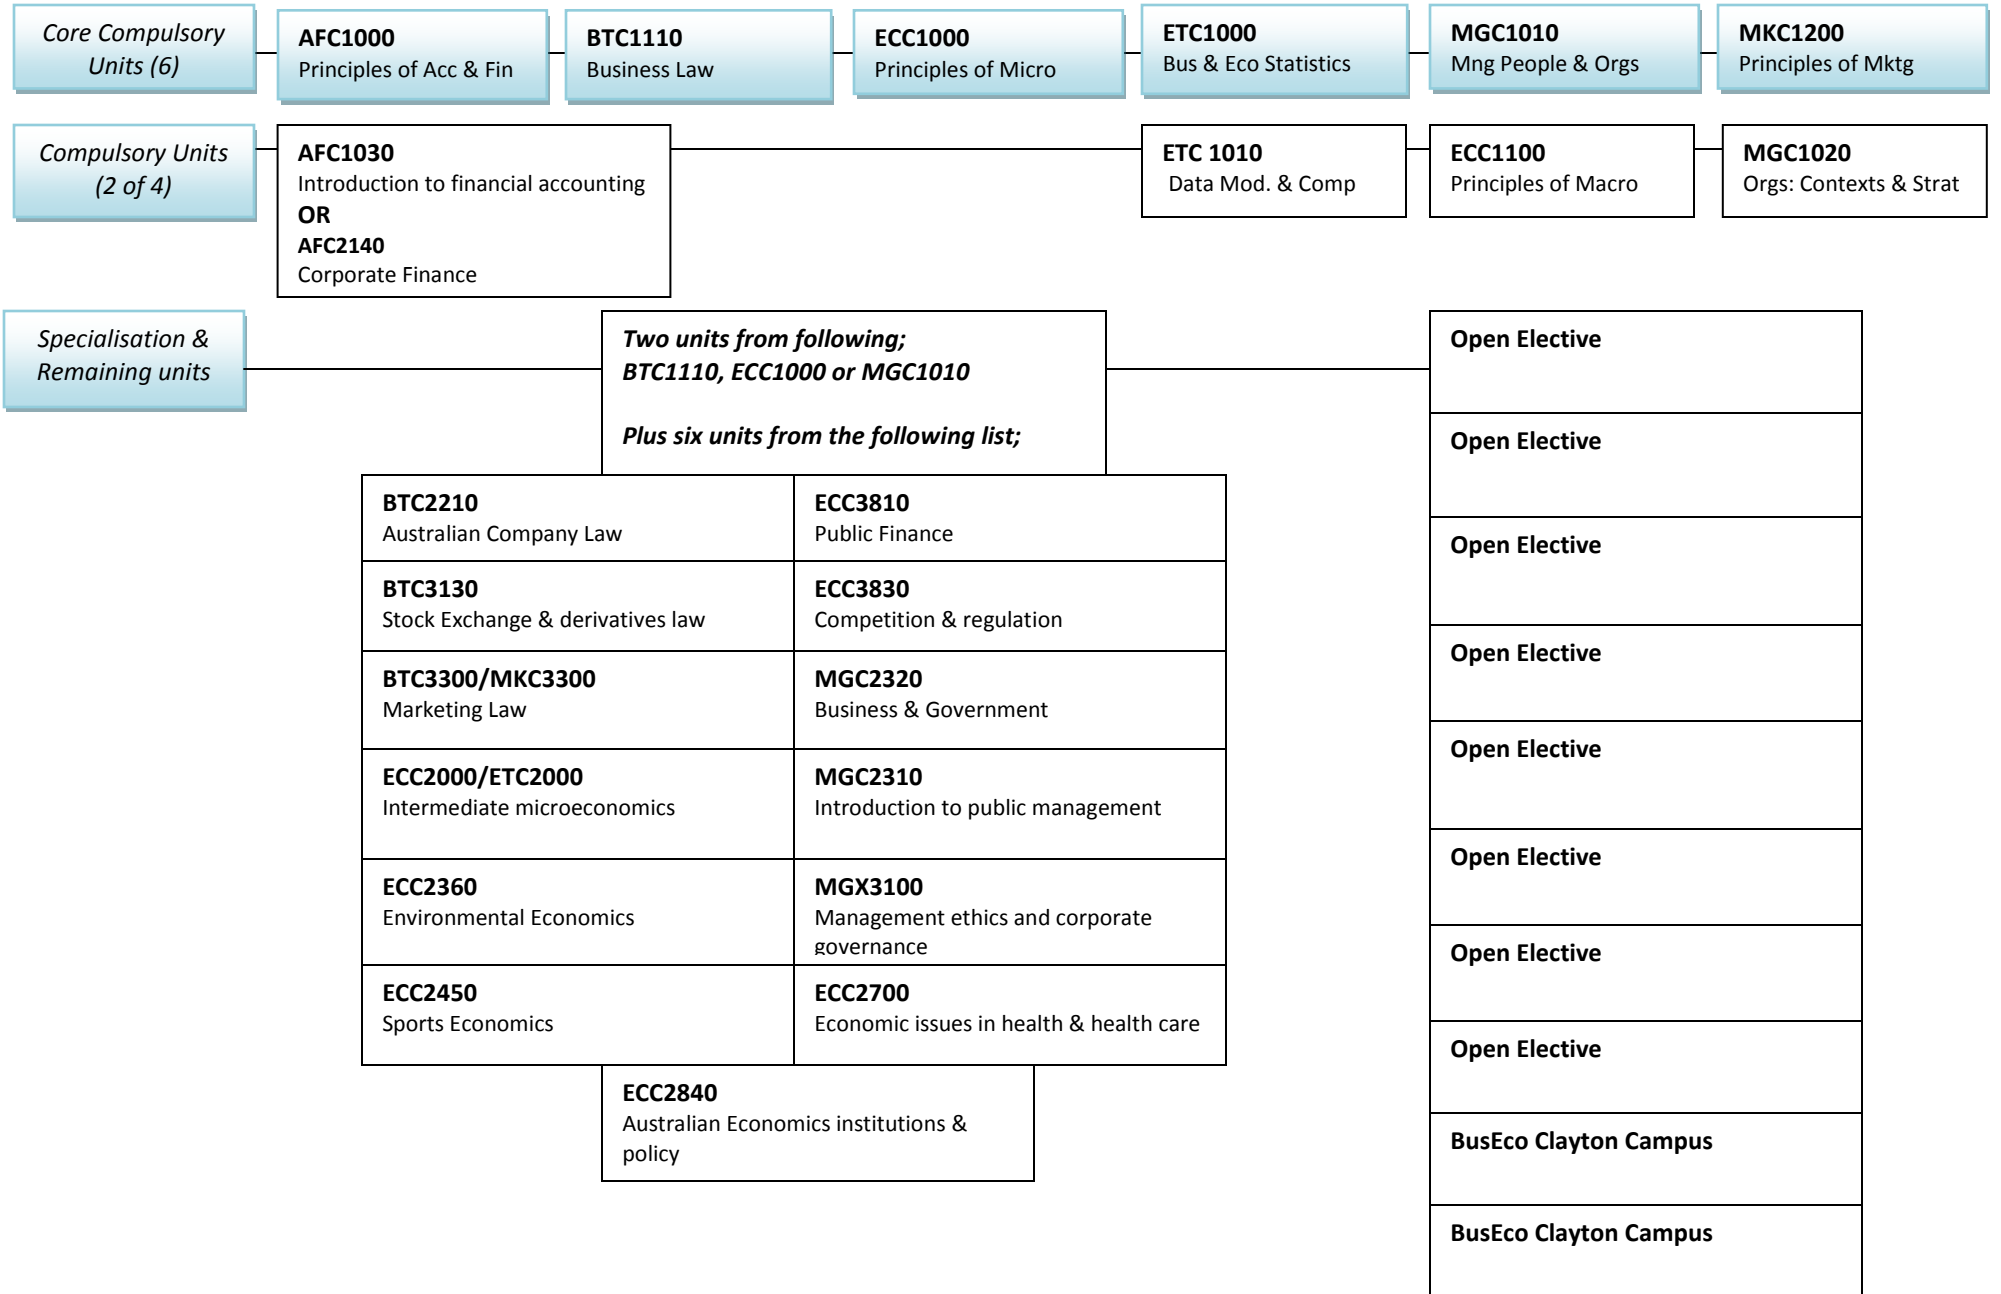 Core Compulsory
Units (6)
AFC1000
Principles of Acc & Fin
BTC1110
Business Law
ECC1000
Principles of Micro
ETC1000
Bus & Eco Statistics
MGC1010
Mng People & Orgs
MKC1200
Principles of Mktg
Compulsory Units
(2 of 4)
AFC1030
Introduction to financial accounting
OR
AFC2140
Corporate Finance
ETC 1010
Data Mod. & Comp
ECC1100
Principles of Macro
MGC1020
Orgs: Contexts & Strat
Specialisation &
Remaining units
Two units from following;
BTC1110, ECC1000 or MGC1010
Plus six units from the following list;
BTC2210
Australian Company Law
ECC3810
Public Finance
BTC3130
Stock Exchange & derivatives law
ECC3830
Competition & regulation
BTC3300/MKC3300
Marketing Law
MGC2320
Business & Government
ECC2000/ETC2000
Intermediate microeconomics
MGC2310
Introduction to public management
ECC2360
Environmental Economics
MGX3100
Management ethics and corporate
governance
ECC2450
Sports Economics
ECC2700
Economic issues in health & health care
ECC2840
Australian Economics institutions &
policy
Open Elective
Open Elective
Open Elective
Open Elective
Open Elective
Open Elective
Open Elective
Open Elective
BusEco Clayton Campus
BusEco Clayton Campus